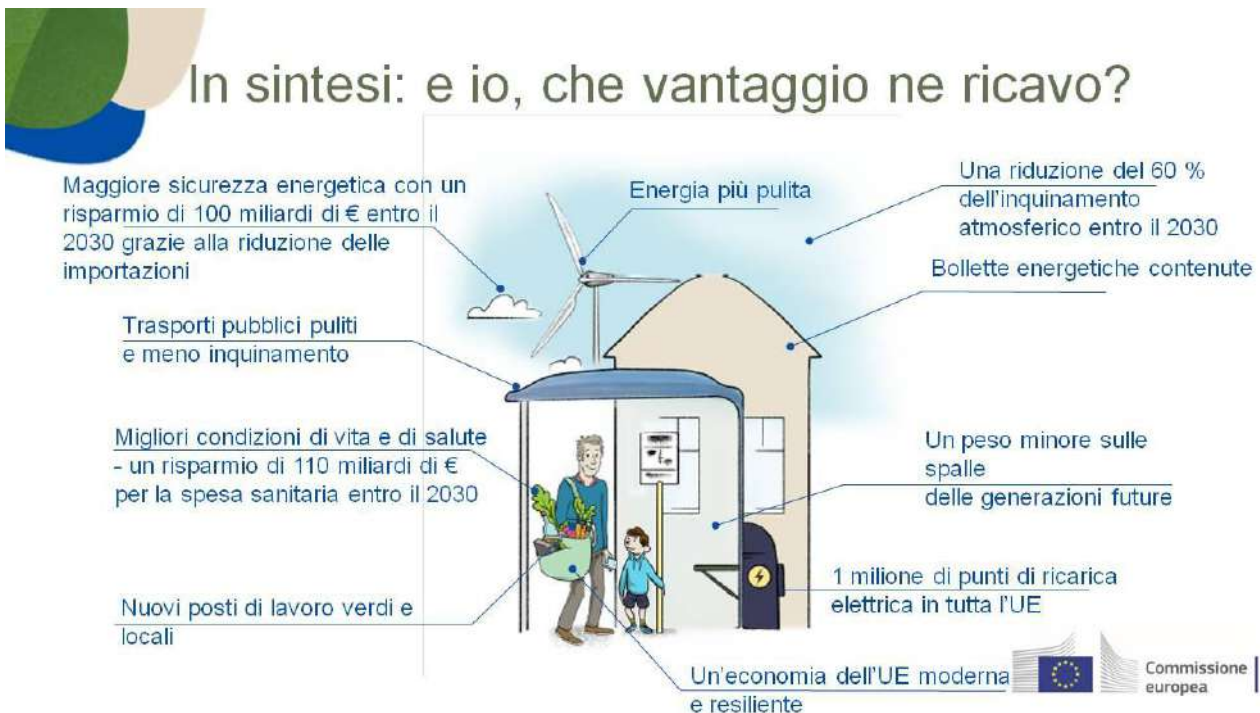 In sintesi: e io, che vantaggio ne ricavo?
Maggiore sicurezza energetica con un
risparmio di 100 miliardi di € entro il
2030 grazie alla riduzione delle
importazioni
Energia più pulita
Una riduzione del 60 %
dell'inquinamento
atmosferico entro il 2030
Bollette energetiche contenute
Trasporti pubblici puliti
e meno inquinamento
Migliori condizioni di vita e di salute
- un risparmio di 110 miliardi di €
per la spesa sanitaria entro il 2030
Un peso minore sulle
spalle
delle generazioni future
Nuovi posti di lavoro verdi e
locali
1 milione di punti di ricarica
elettrica in tutta l'UE
Un'economia dell'UE moderna
e resiliente
Commissione
europea